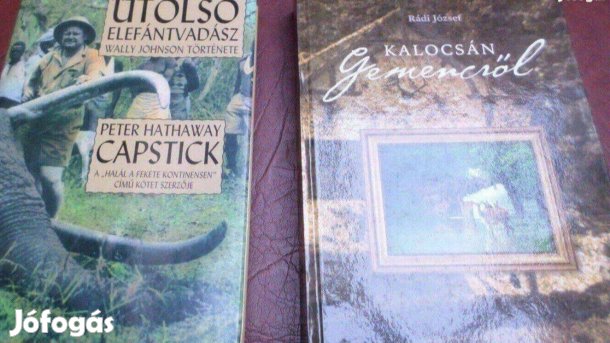 UTOLSÓ
ELEFÁNTVADÁSZ
WALLY JOHNSON TÖRTÉNETE
PETER HATHAWAY
CAPSTICK
A „HALÁL A FEKETE KONTINENSEN”
CÍMŰ KÖTET SZERZŐJE
Rádi József
KALOCSÁN
Gemencről
Jófogás